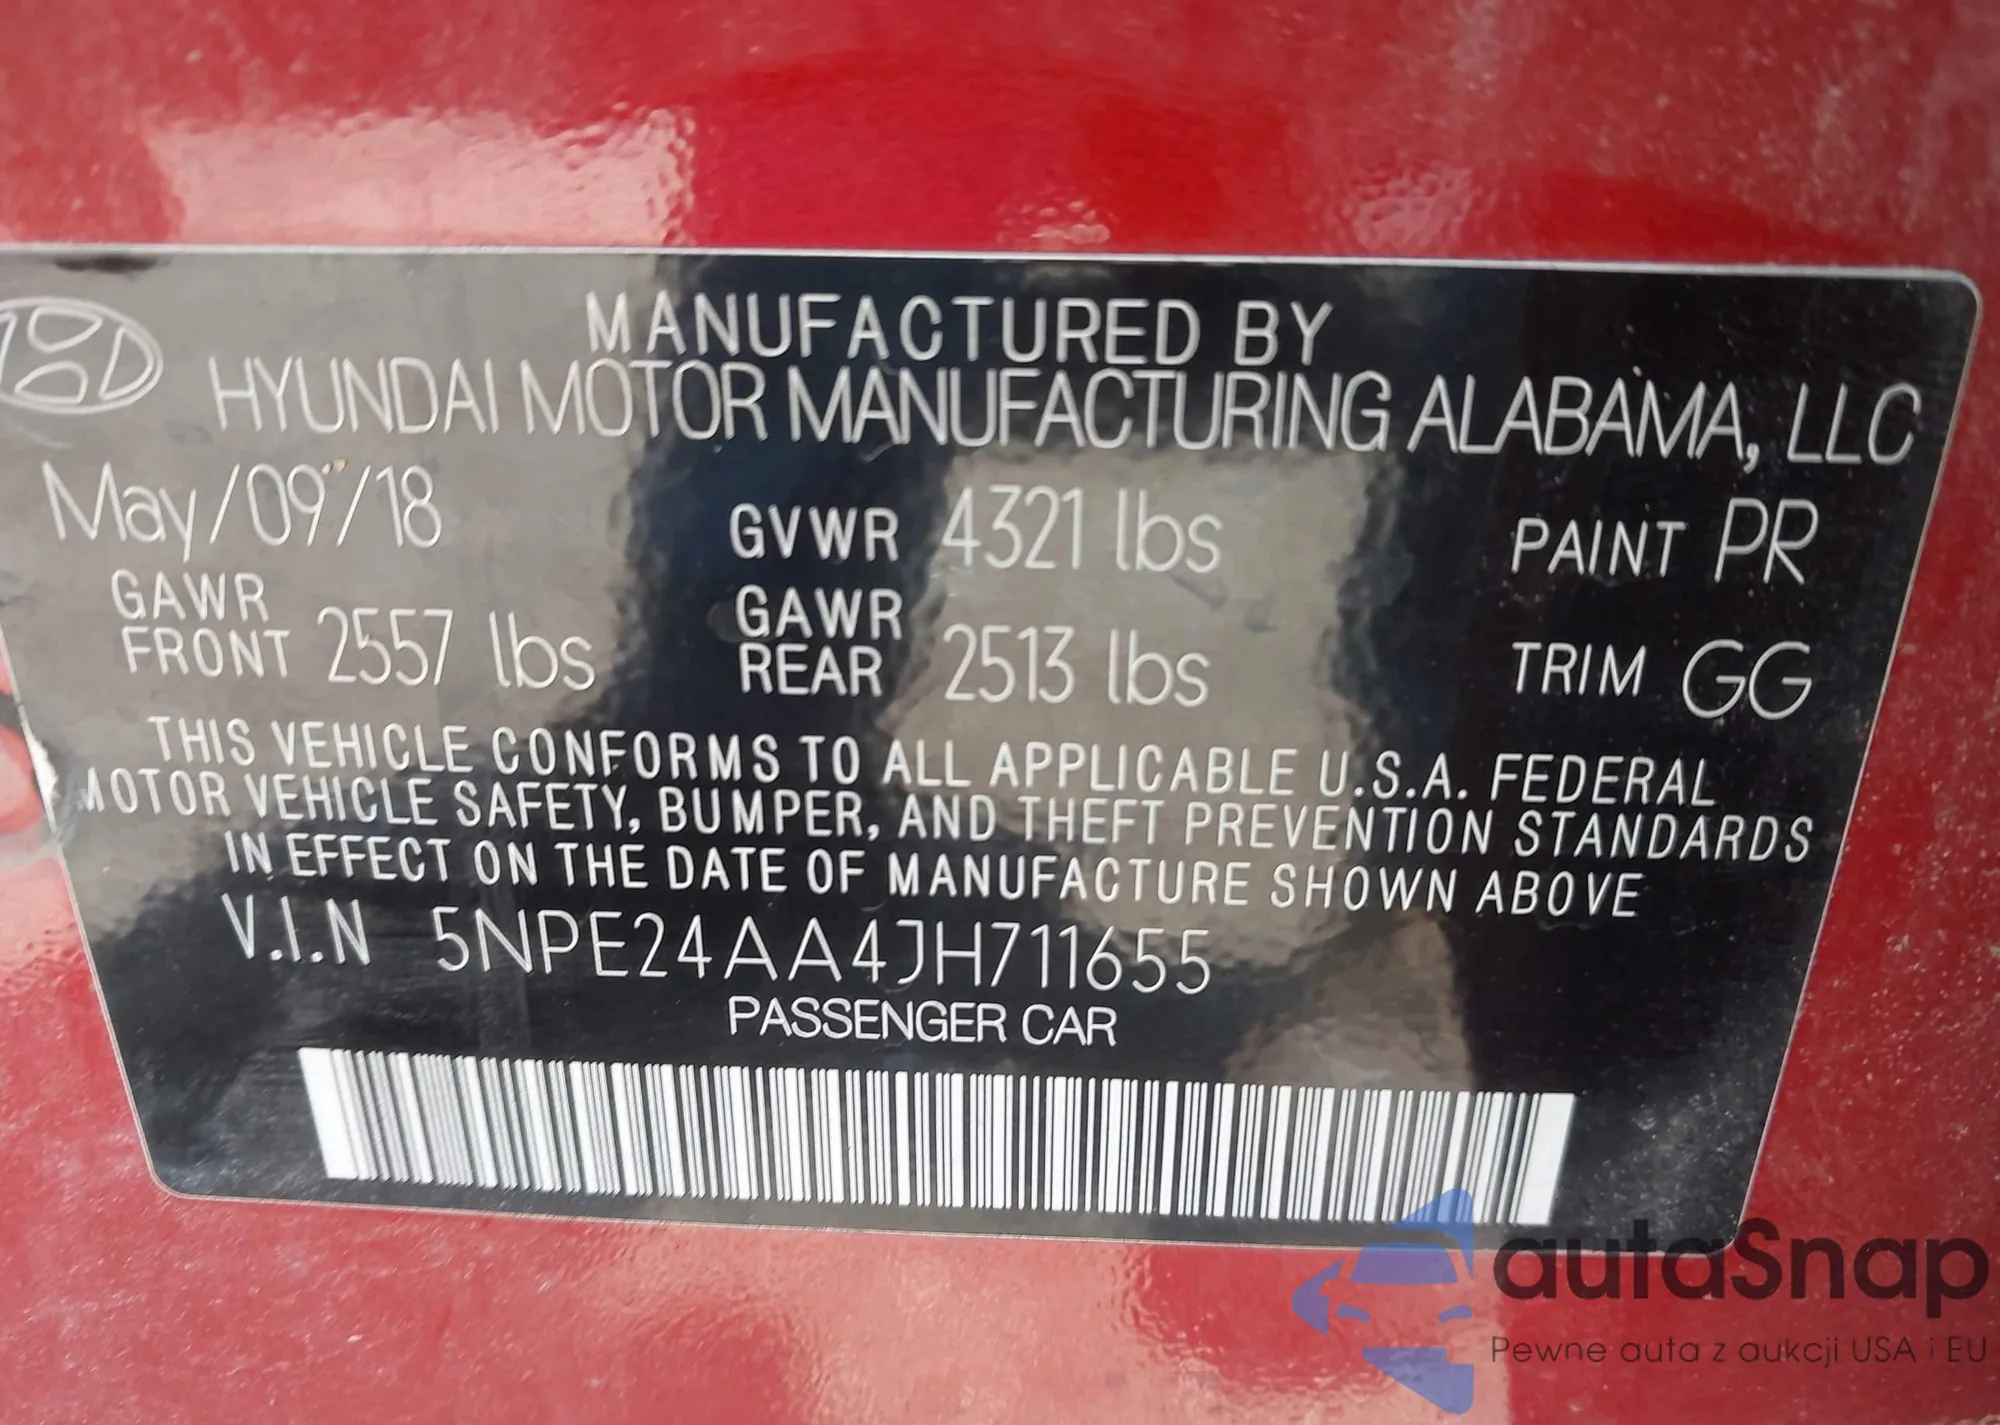 MANUFACTURED BY
HYUNDAI MOTOR MANUFACTURING ALABAMA, LLC
May/09/18 GVWR 4321 lbs PAINT PR
GAWR FRONT 2557 lbs GAWR REAR 2513 lbs TRIM GG
THIS VEHICLE CONFORMS TO ALL APPLICABLE U.S.A. FEDERAL
MOTOR VEHICLE SAFETY, BUMPER, AND THEFT PREVENTION STANDARDS
IN EFFECT ON THE DATE OF MANUFACTURE SHOWN ABOVE
V.I.N 5NPE24AA4JH711655
PASSENGER CAR
autaSnap
Pewne auta z aukcji USA i EU